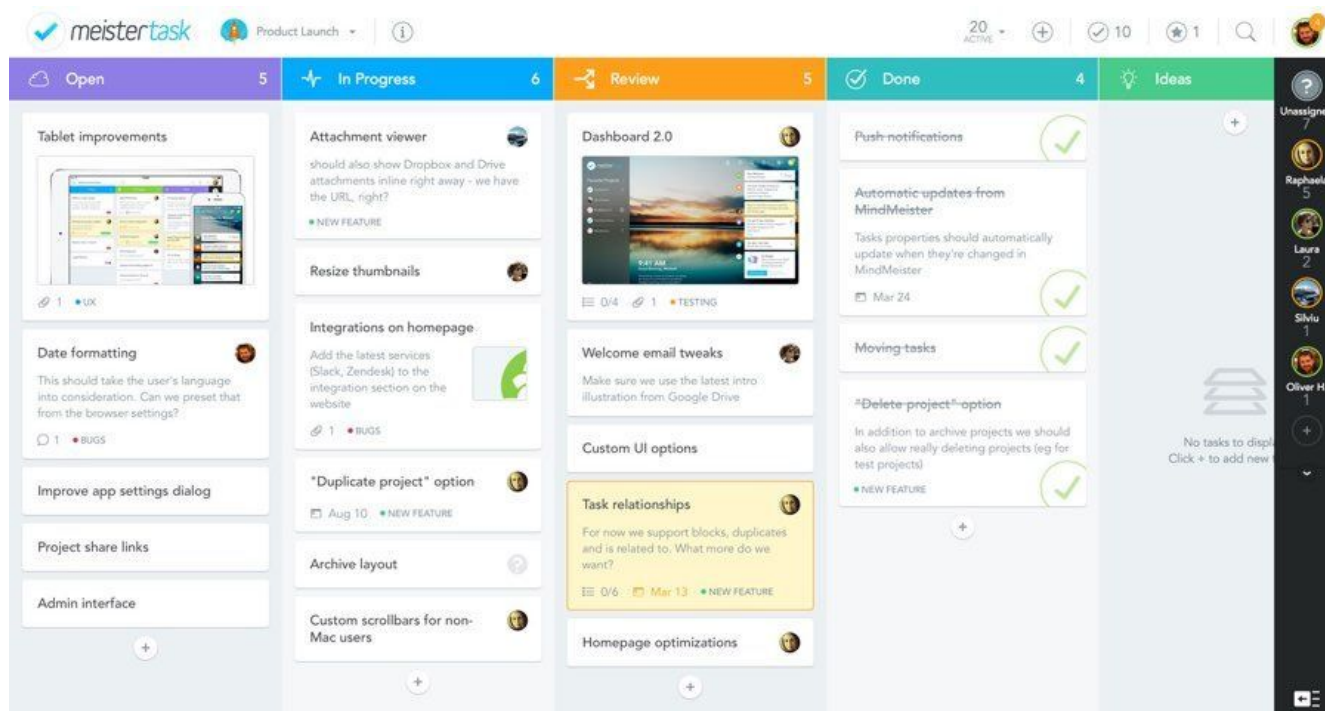 meistertask
Product Launch
20
ACTIVE
10
1
4
Open 5
In Progress 6
Review 5
Done 4
Ideas
Tablet improvements
1 UX
Date formatting
This should take the user's language
into consideration. Can we preset that
from the browser settings?
1 BUGS
Improve app settings dialog
Project share links
Admin interface
Attachment viewer
should also show Dropbox and Drive
attachments inline right away - we have
the URL, right?
NEW FEATURE
Resize thumbnails
Integrations on homepage
Add the latest services
(Slack, Zendesk) to the
integration section on the
website
1 BUGS
"Duplicate project" option
Aug 10 NEW FEATURE
Archive layout
Custom scrollbars for non-
Mac users
Dashboard 2.0
9:41 AM
0/4 1 TESTING
Welcome email tweaks
Make sure we use the latest intro
illustration from Google Drive
Custom UI options
Task relationships
For now we support blocks, duplicates
and is related to. What more do we
want?
0/6 Mar 13 NEW FEATURE
Homepage optimizations
Push notifications
Automatic updates from
MindMeister
Tasks properties should automatically
update when they're changed in
MindMeister
Mar 24
Moving tasks
"Delete project" option
In addition to archive projects we should
also allow really deleting projects (eg for
test projects)
NEW FEATURE
No tasks to displ
Click + to add new t
Unassigne
7
Raphaela
5
Laura
2
Silviu
1
Oliver H
1